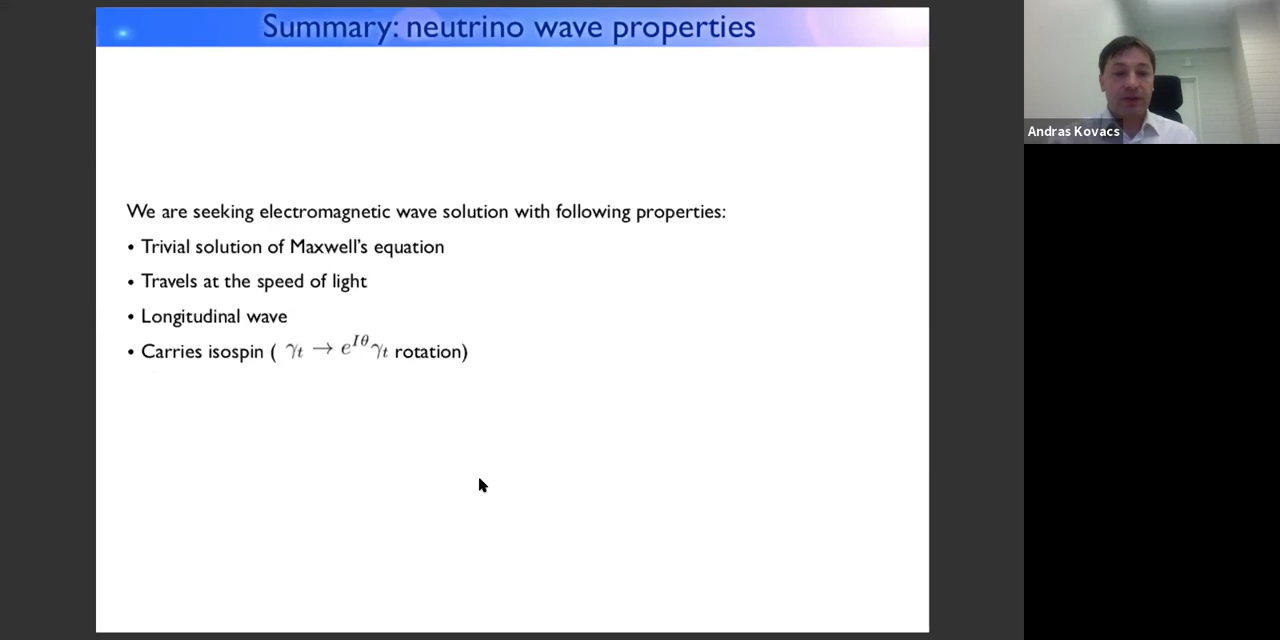 Summary: neutrino wave properties
Andras Kovacs
We are seeking electromagnetic wave solution with following properties:
• Trivial solution of Maxwell's equation
• Travels at the speed of light
• Longitudinal wave
• Carries isospin ( γₜ → e^{Iθ} γₜ rotation)